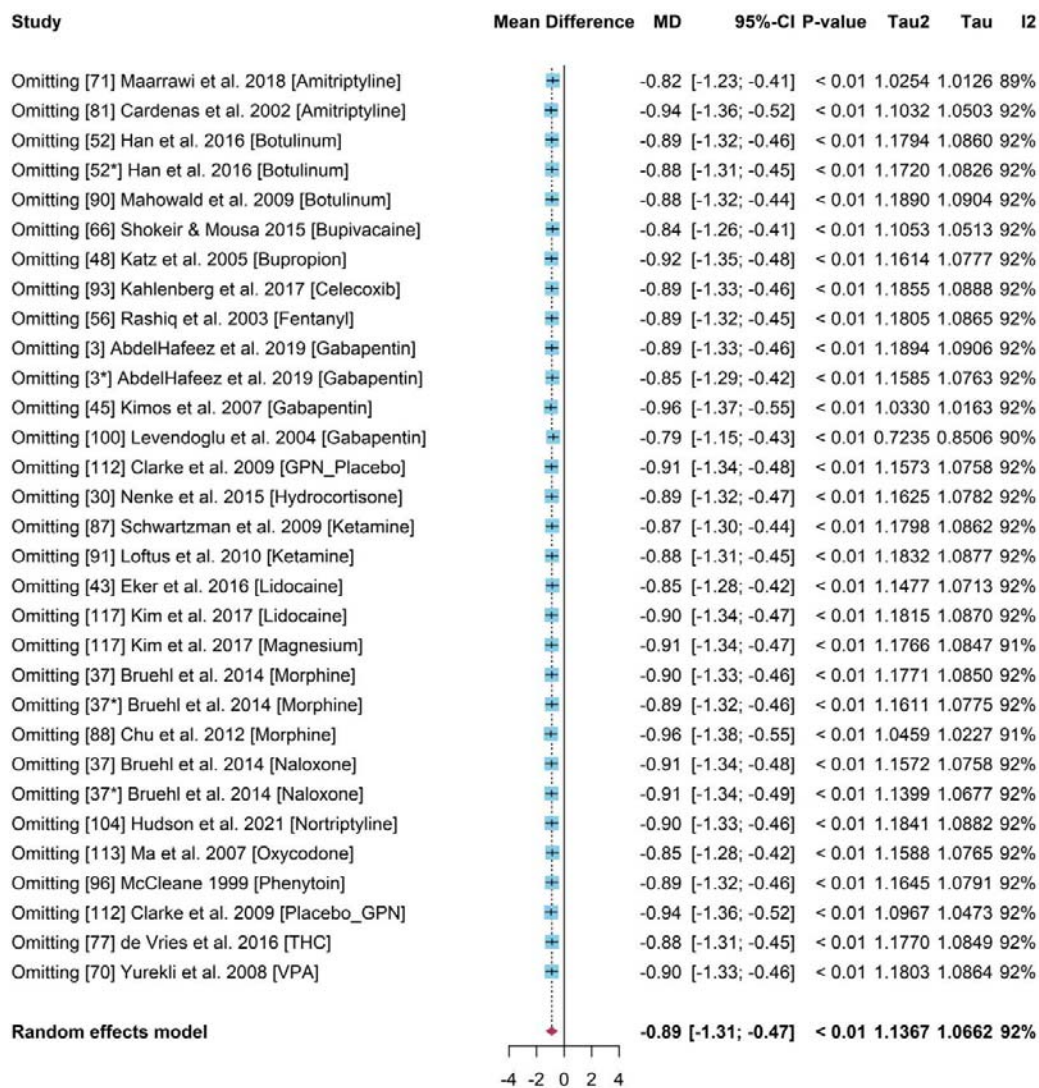 Study Mean Difference MD 95%-CI P-value Tau2 Tau I2
Omitting [71] Maarrawi et al. 2018 [Amitriptyline] -0.82 [-1.23; -0.41] < 0.01 1.0254 1.0126 89%
Omitting [81] Cardenas et al. 2002 [Amitriptyline] -0.94 [-1.36; -0.52] < 0.01 1.1032 1.0503 92%
Omitting [52] Han et al. 2016 [Botulinum] -0.89 [-1.32; -0.46] < 0.01 1.1794 1.0860 92%
Omitting [52*] Han et al. 2016 [Botulinum] -0.88 [-1.31; -0.45] < 0.01 1.1720 1.0826 92%
Omitting [90] Mahowald et al. 2009 [Botulinum] -0.88 [-1.32; -0.44] < 0.01 1.1890 1.0904 92%
Omitting [66] Shokeir & Mousa 2015 [Bupivacaine] -0.84 [-1.26; -0.41] < 0.01 1.1053 1.0513 92%
Omitting [48] Katz et al. 2005 [Bupropion] -0.92 [-1.35; -0.48] < 0.01 1.1614 1.0777 92%
Omitting [93] Kahlenberg et al. 2017 [Celecoxib] -0.89 [-1.33; -0.46] < 0.01 1.1855 1.0888 92%
Omitting [56] Rashiq et al. 2003 [Fentanyl] -0.89 [-1.32; -0.45] < 0.01 1.1805 1.0865 92%
Omitting [3] AbdelHafeez et al. 2019 [Gabapentin] -0.89 [-1.33; -0.46] < 0.01 1.1894 1.0906 92%
Omitting [3*] AbdelHafeez et al. 2019 [Gabapentin] -0.85 [-1.29; -0.42] < 0.01 1.1585 1.0763 92%
Omitting [45] Kimos et al. 2007 [Gabapentin] -0.96 [-1.37; -0.55] < 0.01 1.0330 1.0163 92%
Omitting [100] Levendoglu et al. 2004 [Gabapentin] -0.79 [-1.15; -0.43] < 0.01 0.7235 0.8506 90%
Omitting [112] Clarke et al. 2009 [GPN_Placebo] -0.91 [-1.34; -0.48] < 0.01 1.1573 1.0758 92%
Omitting [30] Nenke et al. 2015 [Hydrocortisone] -0.89 [-1.32; -0.47] < 0.01 1.1625 1.0782 92%
Omitting [87] Schwartzman et al. 2009 [Ketamine] -0.87 [-1.30; -0.44] < 0.01 1.1798 1.0862 92%
Omitting [91] Loftus et al. 2010 [Ketamine] -0.88 [-1.31; -0.45] < 0.01 1.1832 1.0877 92%
Omitting [43] Eker et al. 2016 [Lidocaine] -0.85 [-1.28; -0.42] < 0.01 1.1477 1.0713 92%
Omitting [117] Kim et al. 2017 [Lidocaine] -0.90 [-1.34; -0.47] < 0.01 1.1815 1.0870 92%
Omitting [117] Kim et al. 2017 [Magnesium] -0.91 [-1.34; -0.47] < 0.01 1.1766 1.0847 91%
Omitting [37] Bruehl et al. 2014 [Morphine] -0.90 [-1.33; -0.46] < 0.01 1.1771 1.0850 92%
Omitting [37*] Bruehl et al. 2014 [Morphine] -0.89 [-1.32; -0.46] < 0.01 1.1611 1.0775 92%
Omitting [88] Chu et al. 2012 [Morphine] -0.96 [-1.38; -0.55] < 0.01 1.0459 1.0227 91%
Omitting [37] Bruehl et al. 2014 [Naloxone] -0.91 [-1.34; -0.48] < 0.01 1.1572 1.0758 92%
Omitting [37*] Bruehl et al. 2014 [Naloxone] -0.91 [-1.34; -0.49] < 0.01 1.1399 1.0677 92%
Omitting [104] Hudson et al. 2021 [Nortriptyline] -0.90 [-1.33; -0.46] < 0.01 1.1841 1.0882 92%
Omitting [113] Ma et al. 2007 [Oxycodone] -0.85 [-1.28; -0.42] < 0.01 1.1588 1.0765 92%
Omitting [96] McCleane 1999 [Phenytoin] -0.89 [-1.32; -0.46] < 0.01 1.1645 1.0791 92%
Omitting [112] Clarke et al. 2009 [Placebo_GPN] -0.94 [-1.36; -0.52] < 0.01 1.0967 1.0473 92%
Omitting [77] de Vries et al. 2016 [THC] -0.88 [-1.31; -0.45] < 0.01 1.1770 1.0849 92%
Omitting [70] Yurekli et al. 2008 [VPA] -0.90 [-1.33; -0.46] < 0.01 1.1803 1.0864 92%
Random effects model -0.89 [-1.31; -0.47] < 0.01 1.1367 1.0662 92%
-4 -2 0 2 4